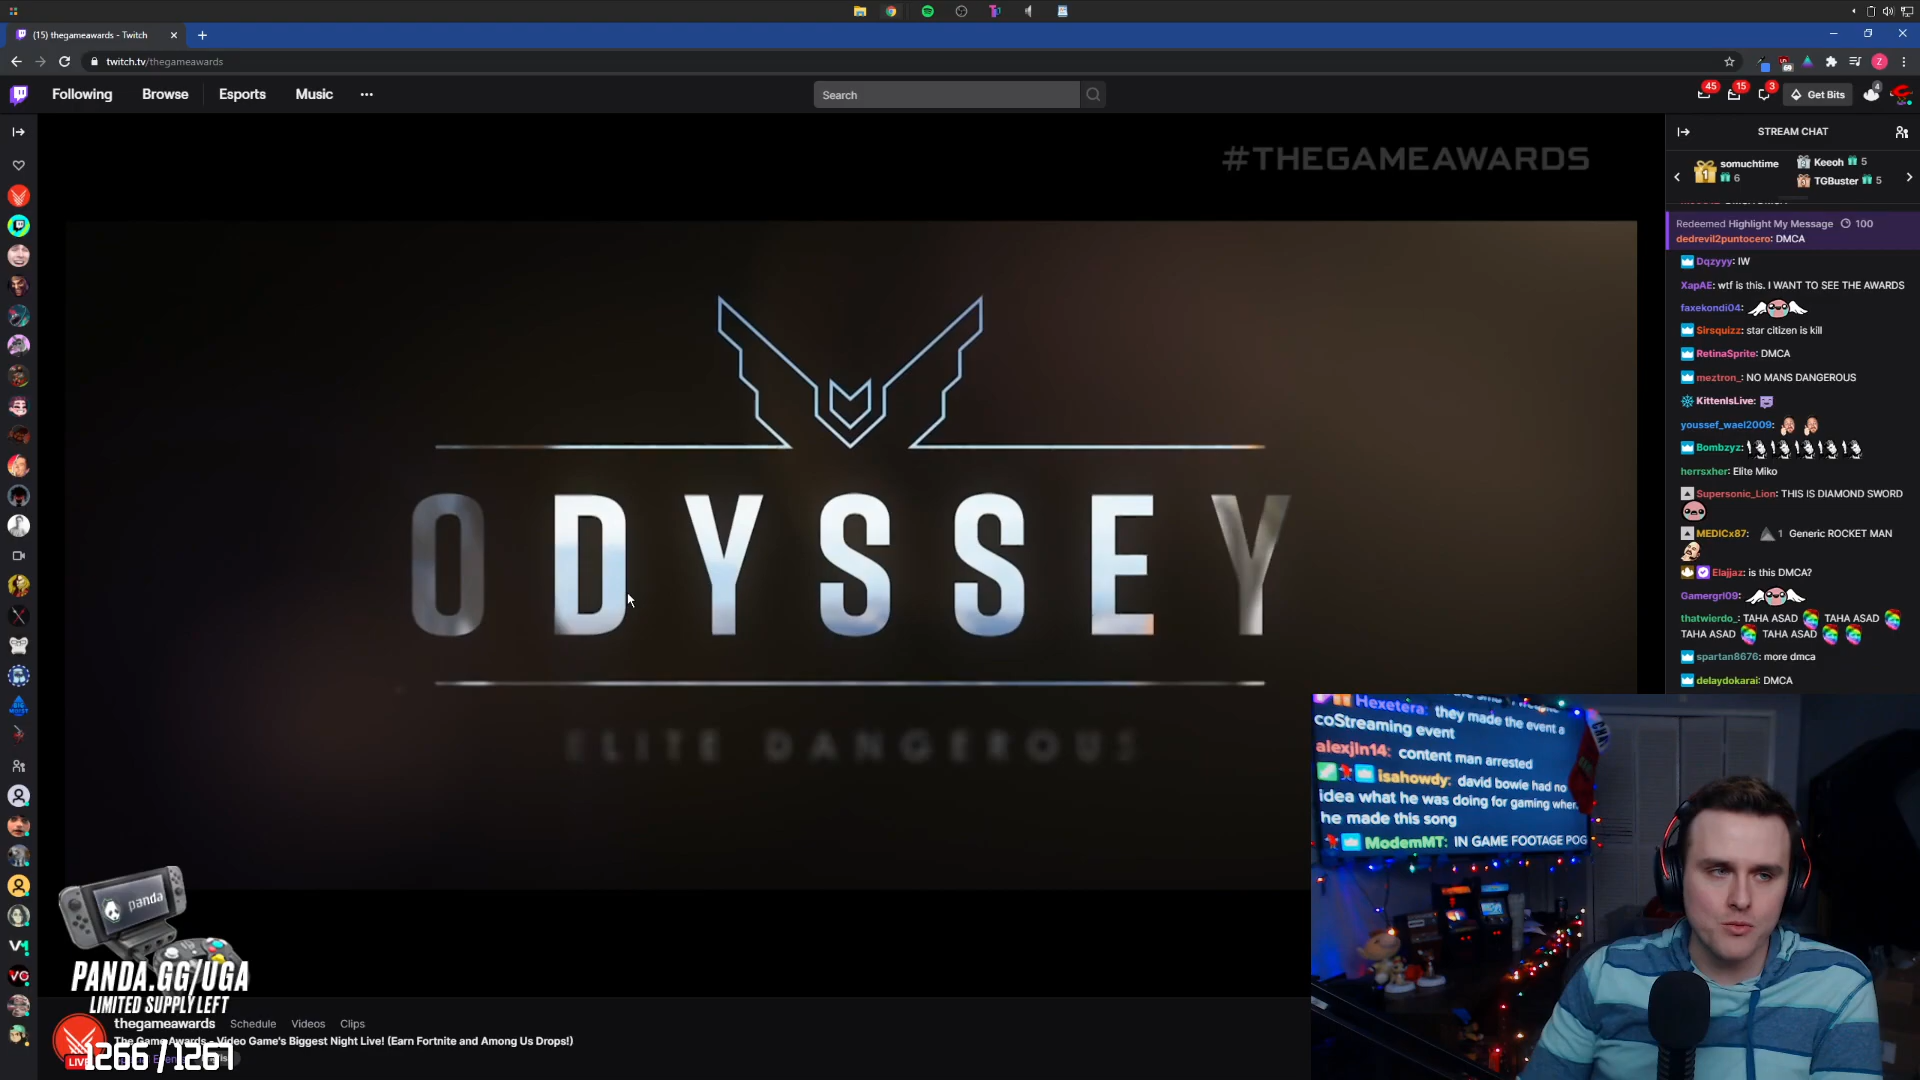 (15) thegameawards - Twitch
twitch.tv/thegameawards
Following
Browse
Esports
Music
Search
45
15
3
Get Bits
4
#THEGAMEAWARDS
ODYSSEY
ELITE DANGEROUS
STREAM CHAT
somuchtime
6
Keeoh 5
TGBuster 5
Redeemed Highlight My Message 100
dedrevil2puntocero: DMCA
Dqzyyy: IW
XapAE: wtf is this. I WANT TO SEE THE AWARDS
faxekondi04:
Sirsquizz: star citizen is kill
RetinaSprite: DMCA
meztron_: NO MANS DANGEROUS
KittenIsLive:
youssef_wael2009:
Bombzyz:
herrsxher: Elite Miko
Supersonic_Lion: THIS IS DIAMOND SWORD
MEDICx87: 1 Generic ROCKET MAN
Elajjaz: is this DMCA?
Gamergrl09:
thatwierdo_: TAHA ASAD TAHA ASAD
TAHA ASAD TAHA ASAD
spartan8676: more dmca
delaydokarai: DMCA
Hexetera: they made the event a
coStreaming event
alexjln14: content man arrested
isahowdy: david bowie had no
idea what he was doing for gaming when
he made this song
ModemMT: IN GAME FOOTAGE POG
panda
PANDA.GG/UGA
LIMITED SUPPLY LEFT
thegameawards
Schedule
Videos
Clips
The Game Awards - Video Game's Biggest Night Live! (Earn Fortnite and Among Us Drops!)
LIVE
1266/1267